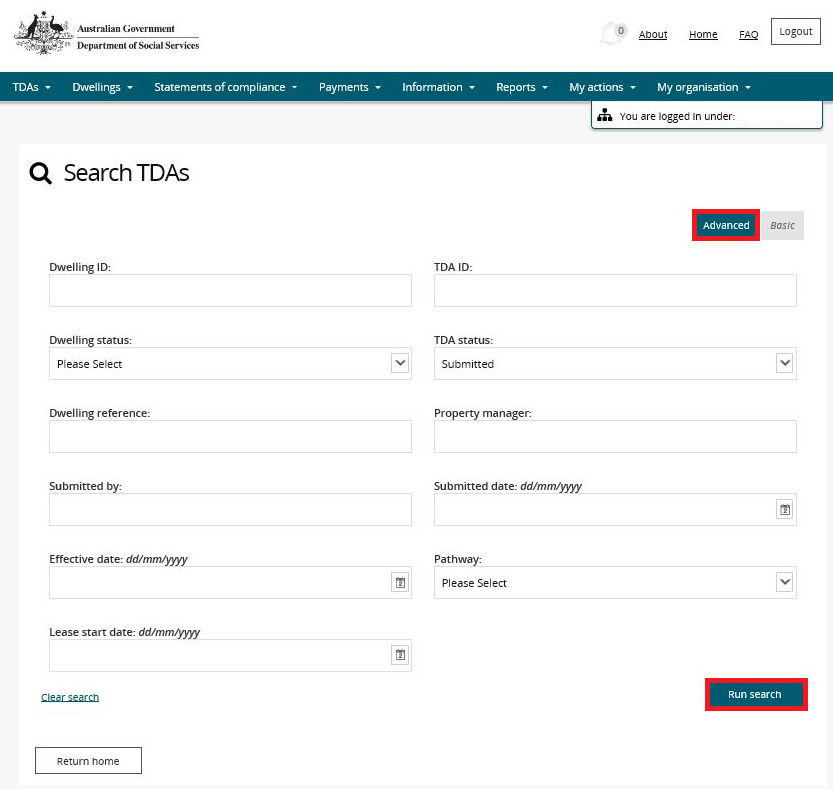 Australian Government
Department of Social Services
0 About Home FAQ Logout
TDAs Dwellings Statements of compliance Payments Information Reports My actions My organisation
You are logged in under:
Search TDAs
Advanced Basic
Dwelling ID: TDA ID:
Dwelling status: TDA status:
Please Select Submitted
Dwelling reference: Property manager:
Submitted by: Submitted date: dd/mm/yyyy
Effective date: dd/mm/yyyy Pathway:
Please Select
Lease start date: dd/mm/yyyy
Clear search Run search
Return home